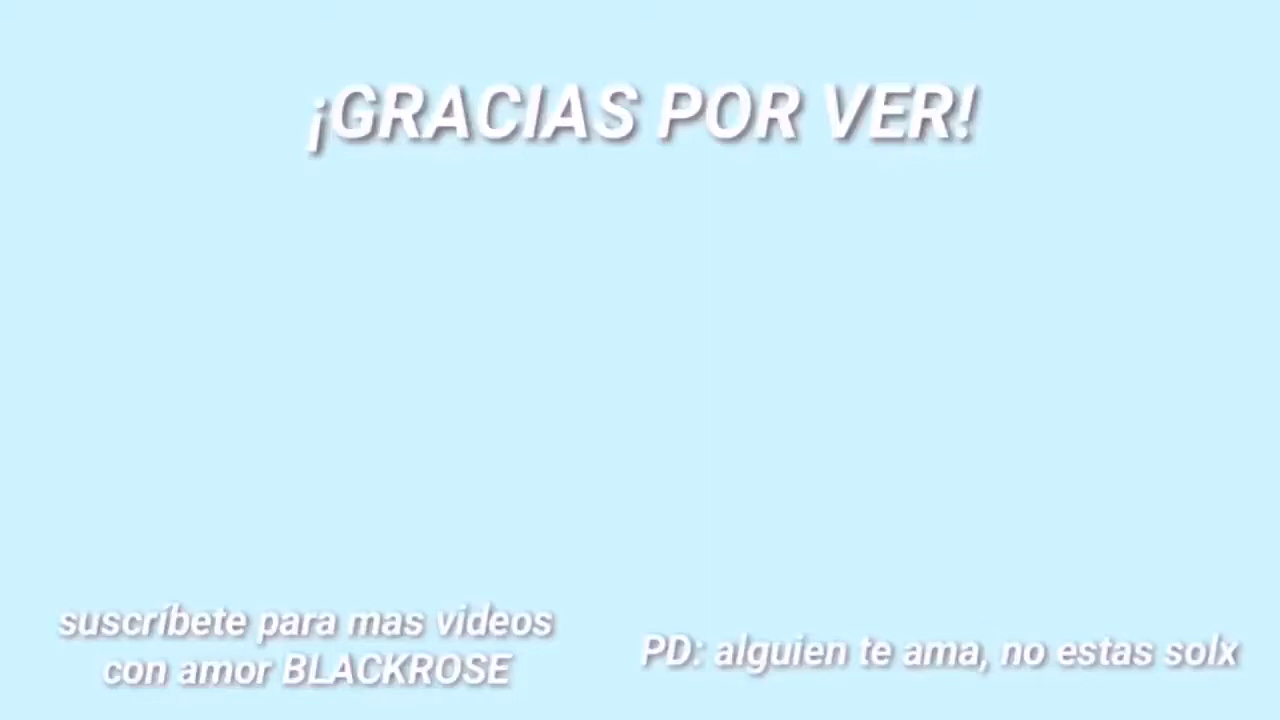 ¡GRACIAS POR VER!
suscríbete para mas videos
con amor BLACKROSE
PD: alguien te ama, no estas solx